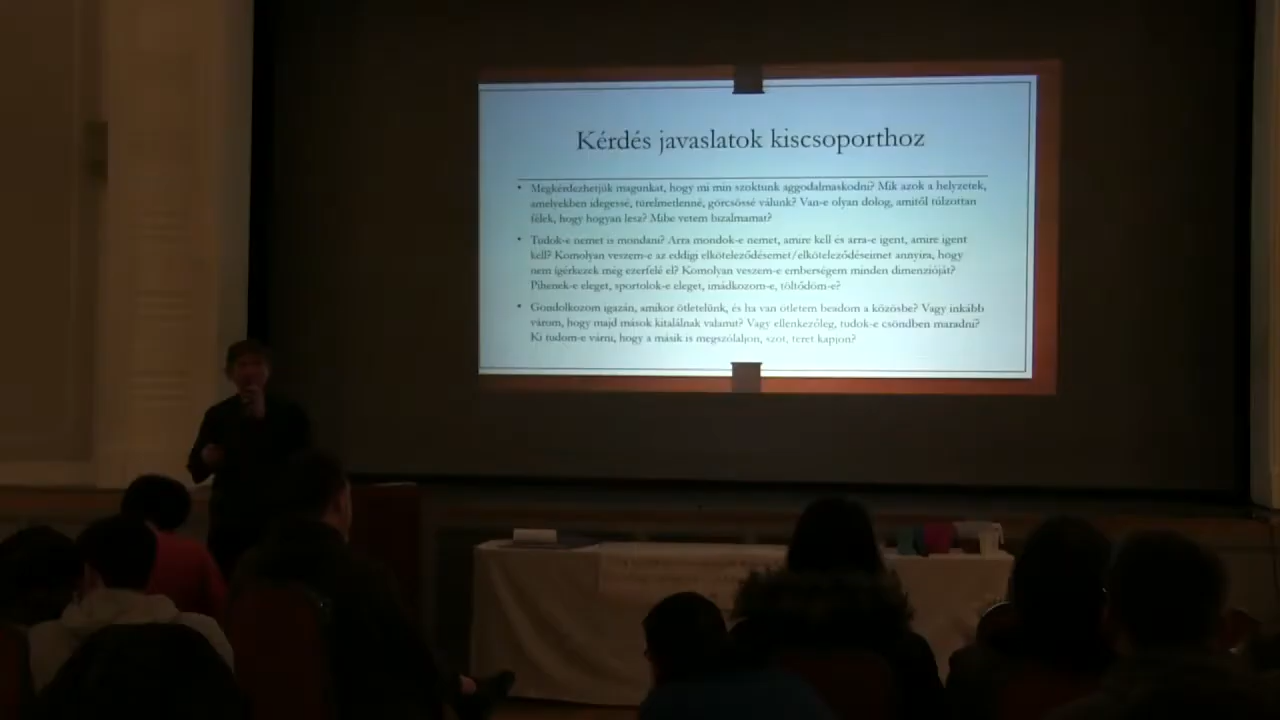 Kérdés javaslatok kiscsoporthoz
• Megkérdezhetjük magunkat, hogy mi min szoktunk aggodalmaskodni? Mik azok a helyzetek,
amelyekben idegessé, türelmetlenné, görcsössé válunk? Van-e olyan dolog, amitől túlzottan
félek, hogy hogyan lesz? Mibe vetem bizalmamat?
• Tudok-e nemet is mondani? Arra mondok-e nemet, amire kell és arra-e igent, amire igent
kell? Komolyan veszem-e az eddigi elköteleződésemet/elköteleződéseimet annyira, hogy
nem ígérkezek még ezerfelé el? Komolyan veszem-e emberségem minden dimenzióját?
Pihenek-e eleget, sportolok-e eleget, imádkozom-e, töltődöm-e?
• Gondolkozom igazán, amikor ötletelünk, és ha van ötletem beadom a közösbe? Vagy inkább
várom, hogy majd mások kitalálnak valamit? Vagy ellenkezőleg, tudok-e csöndben maradni?
Ki tudom-e várni, hogy a másik is megszólaljon, szót, teret kapjon?